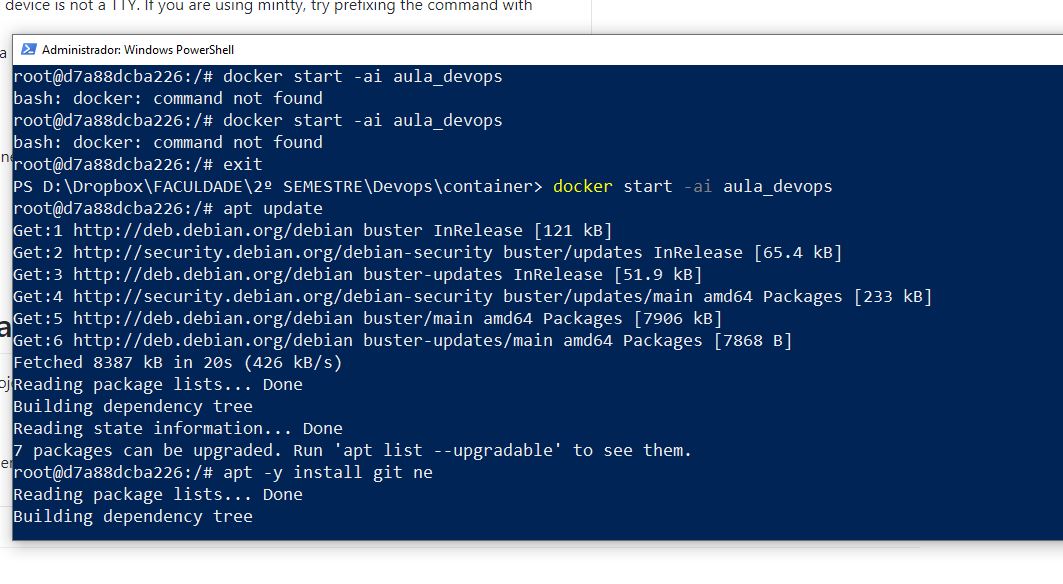 device is not a TTY. If you are using mintty, try prefixing the command with
a
Administrador: Windows PowerShell
root@d7a88dcba226:/# docker start -ai aula_devops
bash: docker: command not found
root@d7a88dcba226:/# docker start -ai aula_devops
bash: docker: command not found
root@d7a88dcba226:/# exit
PS D:\Dropbox\FACULDADE\2º SEMESTRE\Devops\container> docker start -ai aula_devops
root@d7a88dcba226:/# apt update
Get:1 http://deb.debian.org/debian buster InRelease [121 kB]
Get:2 http://security.debian.org/debian-security buster/updates InRelease [65.4 kB]
Get:3 http://deb.debian.org/debian buster-updates InRelease [51.9 kB]
Get:4 http://security.debian.org/debian-security buster/updates/main amd64 Packages [233 kB]
Get:5 http://deb.debian.org/debian buster/main amd64 Packages [7906 kB]
Get:6 http://deb.debian.org/debian buster-updates/main amd64 Packages [7868 B]
Fetched 8387 kB in 20s (426 kB/s)
Reading package lists... Done
Building dependency tree
Reading state information... Done
7 packages can be upgraded. Run 'apt list --upgradable' to see them.
root@d7a88dcba226:/# apt -y install git ne
Reading package lists... Done
Building dependency tree